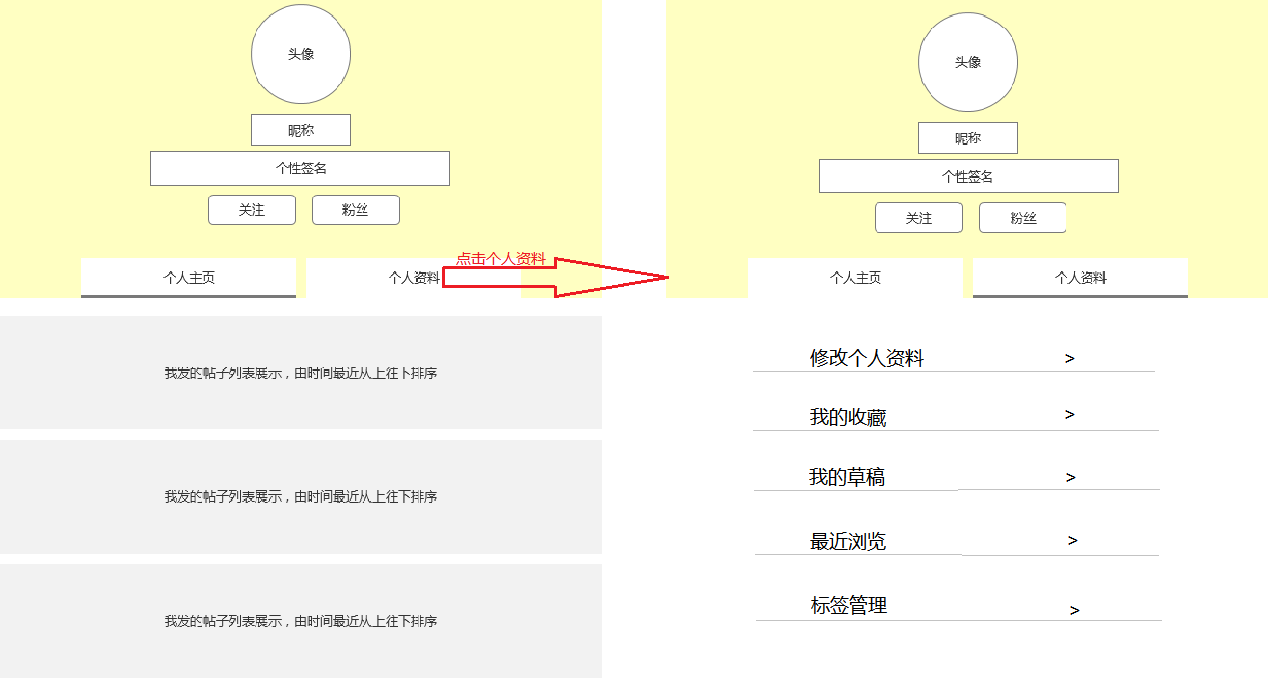 头像
昵称
个性签名
关注
粉丝
点击个人资料
个人主页
个人资料
我发的帖子列表展示，由时间最近从上往下排序
我发的帖子列表展示，由时间最近从上往下排序
我发的帖子列表展示，由时间最近从上往下排序
头像
昵称
个性签名
关注
粉丝
个人主页
个人资料
修改个人资料 >
我的收藏 >
我的草稿 >
最近浏览 >
标签管理 >